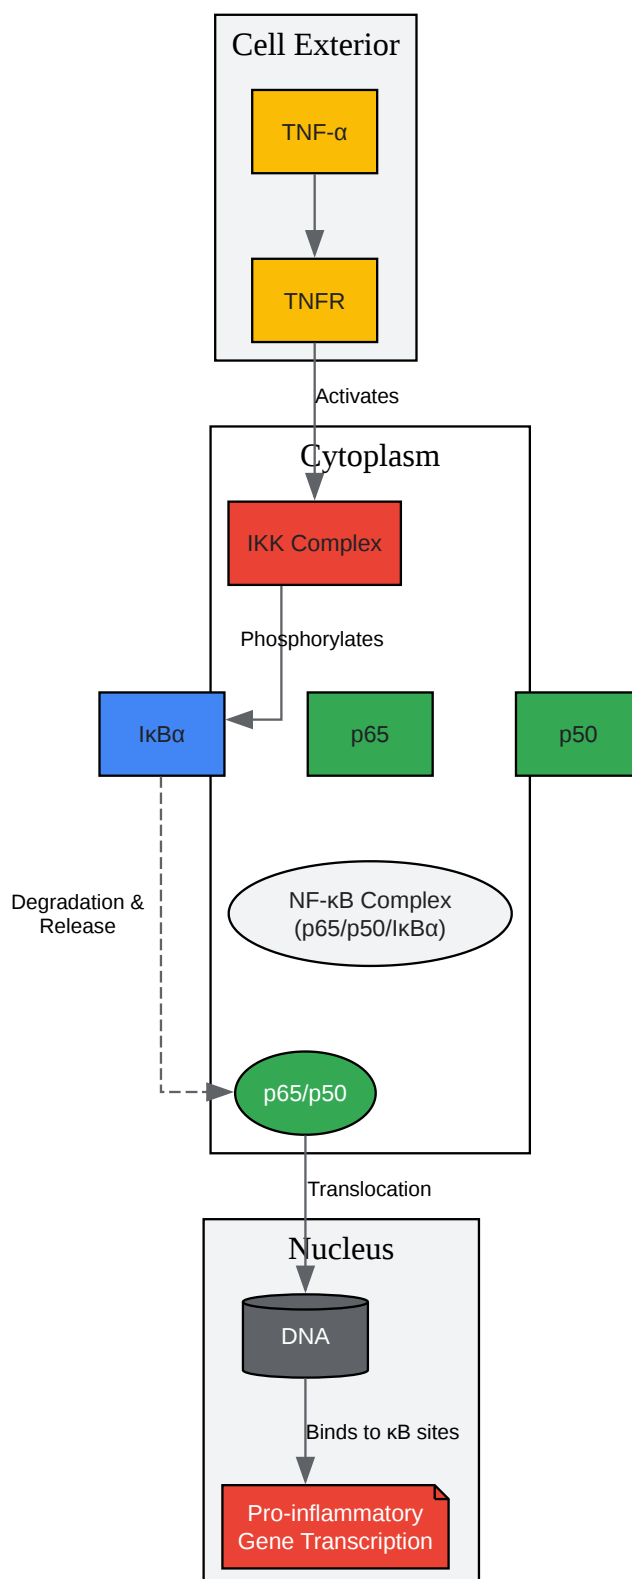 Cell Exterior
TNF-α
TNFR
Activates
Cytoplasm
IKK Complex
Phosphorylates
IκBα
p65
p50
NF-κB Complex
(p65/p50/IκBα)
Degradation &
Release
p65/p50
Translocation
Nucleus
DNA
Binds to κB sites
Pro-inflammatory
Gene Transcription